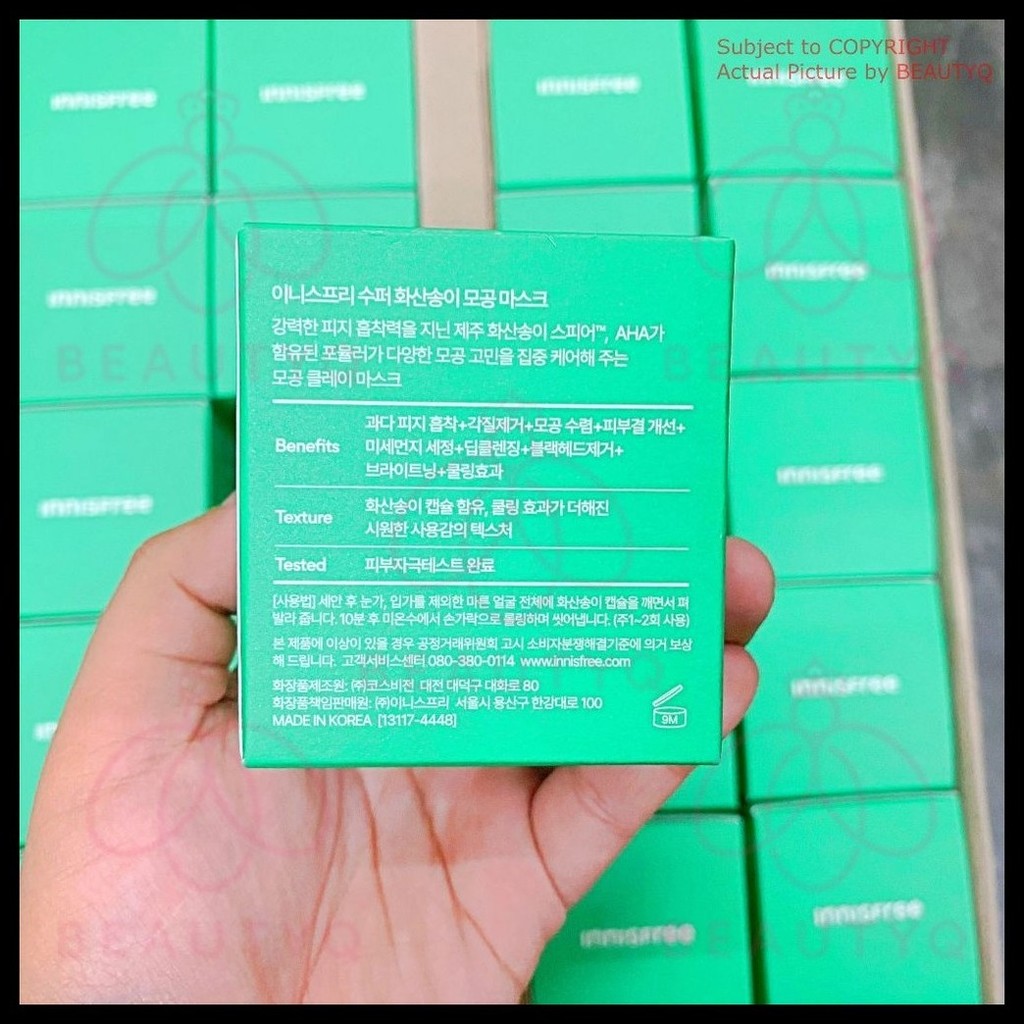 Subject to COPYRIGHT
Actual Picture by BEAUTYQ
innisfree
innisfree
innisfree
innisfree
innisfree
이니스프리 수퍼 화산송이 모공 마스크
강력한 피지 흡착력을 지닌 제주 화산송이 스피어™, AHA가
함유된 포뮬러가 다양한 모공 고민을 집중 케어해 주는
모공 클레이 마스크
Benefits
과다 피지 흡착+각질제거+모공 수렴+피부결 개선+
미세먼지 세정+딥클렌징+블랙헤드제거+
브라이트닝+쿨링효과
Texture
화산송이 캡슐 함유, 쿨링 효과가 더해진
시원한 사용감의 텍스처
Tested
피부자극테스트 완료
[사용법] 세안 후 눈가, 입가를 제외한 마른 얼굴 전체에 화산송이 캡슐을 깨면서 펴
발라 줍니다. 10분 후 미온수에서 손가락으로 롤링하며 씻어냅니다. (주1~2회 사용)
본 제품에 이상이 있을 경우 공정거래위원회 고시 소비자분쟁해결기준에 의거 보상
해 드립니다. 고객서비스센터 080-380-0114 www.innisfree.com
화장품제조원: ㈜코스비전 대전 대덕구 대화로 80
화장품책임판매원: ㈜이니스프리 서울시 용산구 한강대로 100
MADE IN KOREA [13117-4448]
9M
innisfree
innisfree
innisfree
innisfree
innisfree
BEAUTYQ
BEAUTYQ
BEAUTYQ
BEAUTYQ